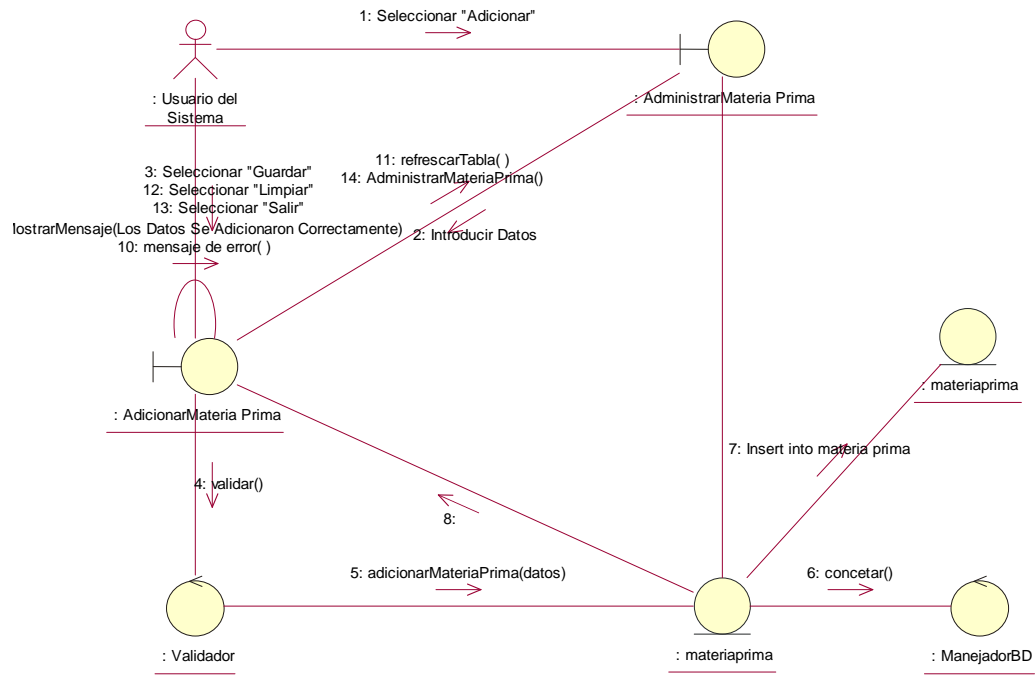 1: Seleccionar "Adicionar"
: Usuario del
Sistema
: AdministrarMateria Prima
11: refrescarTabla( )
14: AdministrarMateriaPrima()
3: Seleccionar "Guardar"
12: Seleccionar "Limpiar"
13: Seleccionar "Salir"
lostrarMensaje(Los Datos Se Adicionaron Correctamente)
2: Introducir Datos
10: mensaje de error( )
: materiaprima
: AdicionarMateria Prima
7: Insert into materia prima
4: validar()
8:
5: adicionarMateriaPrima(datos)
6: concetar()
: Validador
: materiaprima
: ManejadorBD